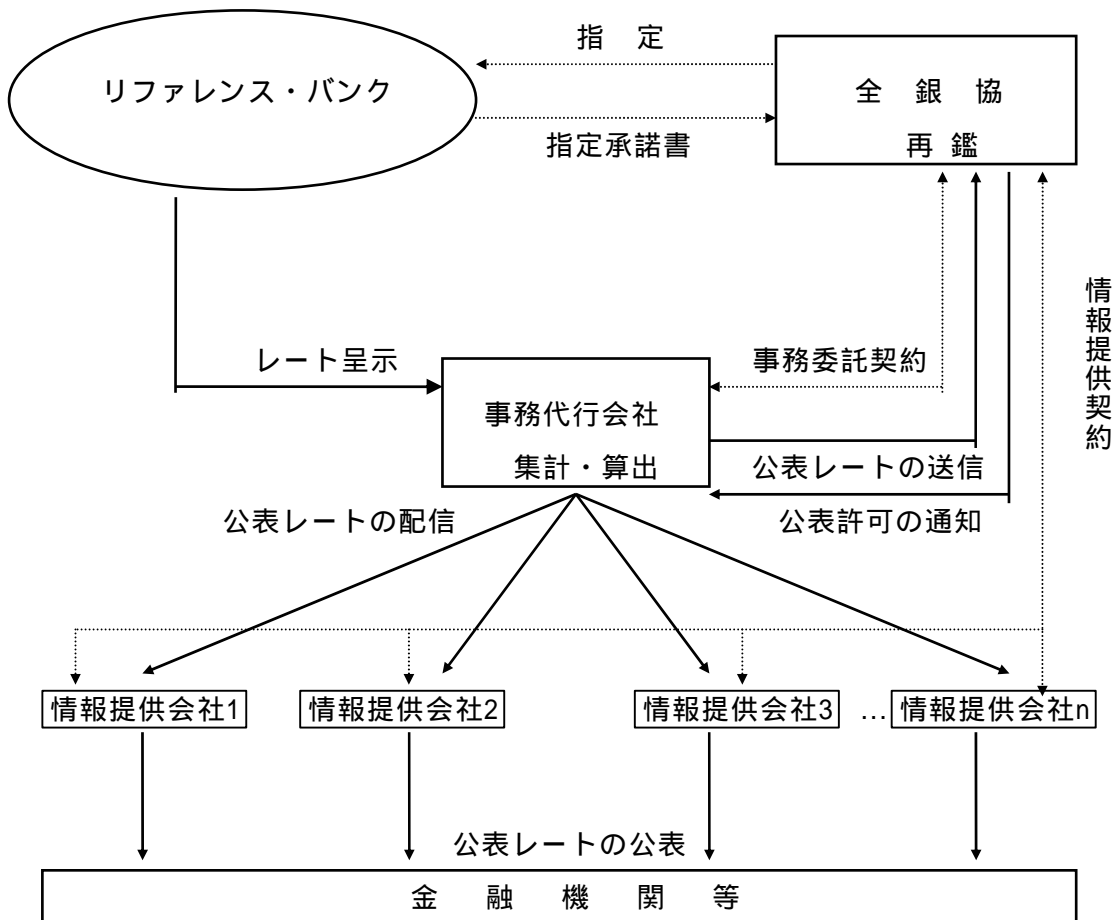 指　定
リファレンス・バンク
全　銀　協
再 鑑
指定承諾書
情報提供契約
レート呈示
事務委託契約
事務代行会社
集計・算出
公表レートの送信
公表レートの配信
公表許可の通知
情報提供会社1
情報提供会社2
情報提供会社3
…
情報提供会社n
公表レートの公表
金　融　機　関　等